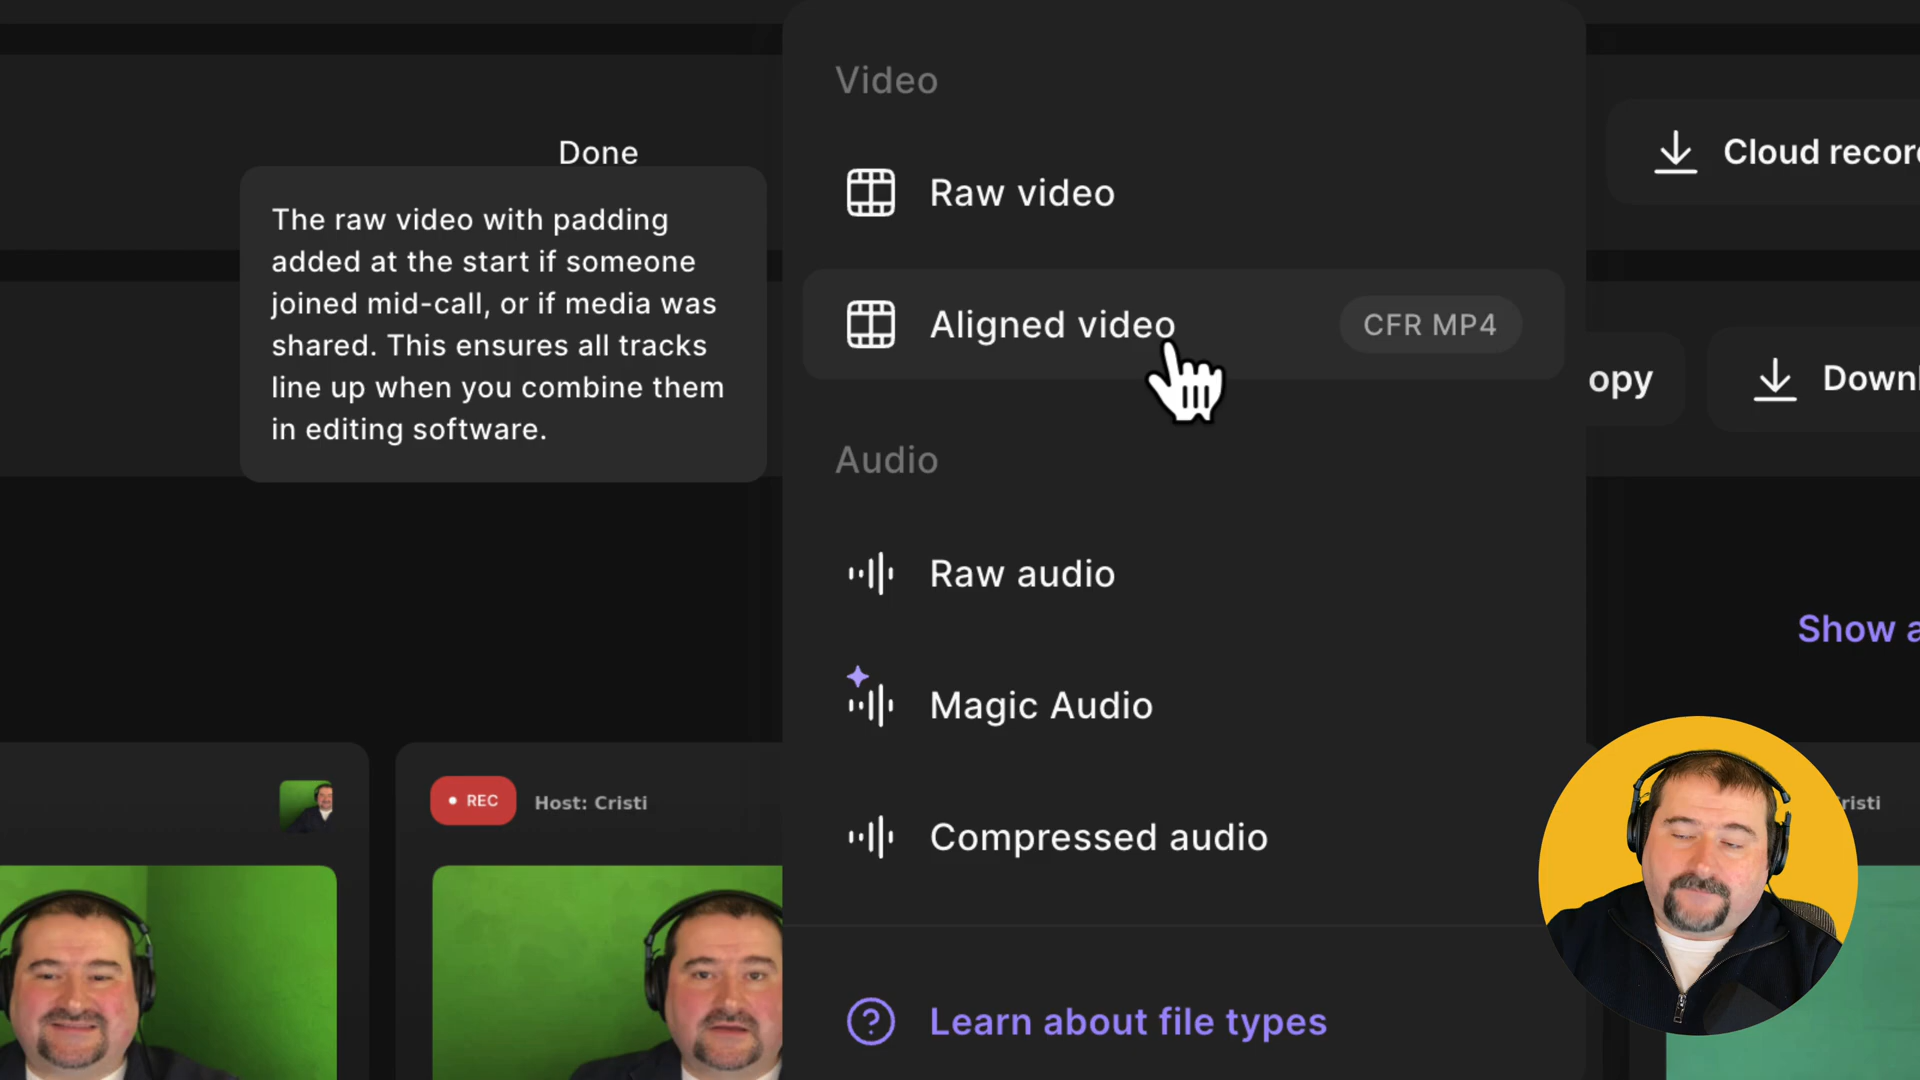 Video
Done
Cloud recor
Raw video
The raw video with padding
added at the start if someone
joined mid-call, or if media was
shared. This ensures all tracks
line up when you combine them
in editing software.
Aligned video
CFR MP4
opy
Downl
Audio
Raw audio
Show a
Magic Audio
REC
Host: Cristi
risti
Compressed audio
Learn about file types